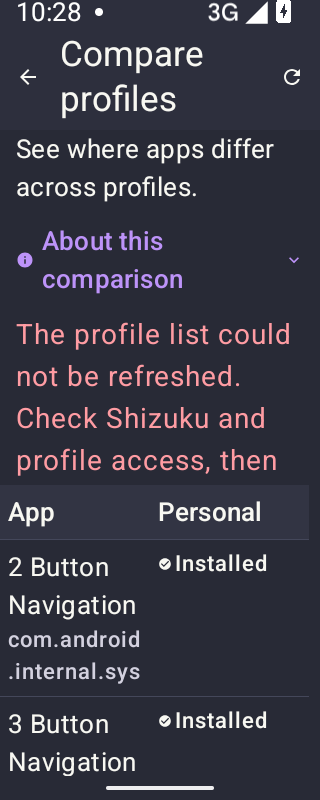 10:28
3G
Compare
profiles
See where apps differ
across profiles.
About this
comparison
The profile list could
not be refreshed.
Check Shizuku and
profile access, then
App Personal
2 Button Installed
Navigation
com.android
.internal.sys
3 Button Installed
Navigation